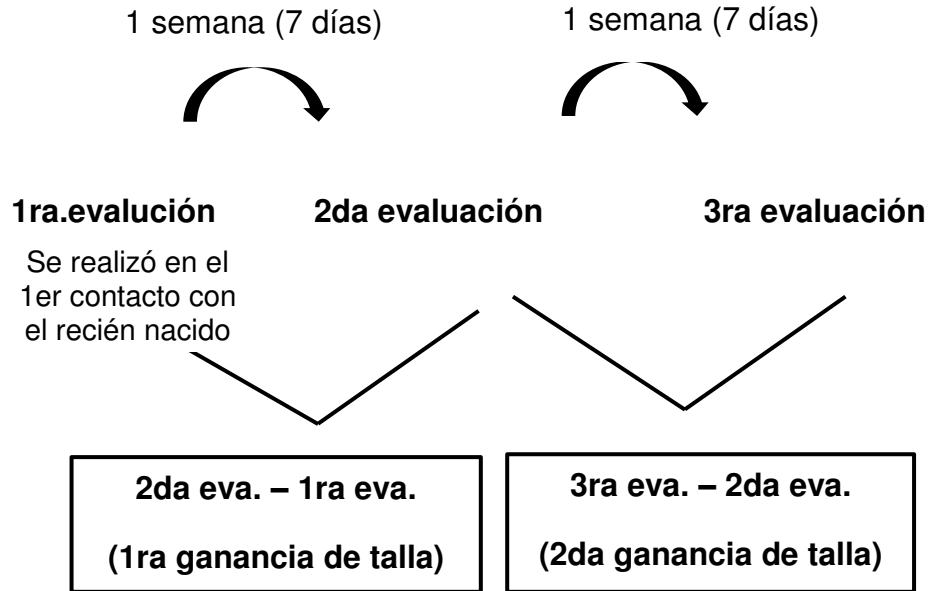 1 semana (7 días)
1 semana (7 días)
1ra.evalución
2da evaluación
3ra evaluación
Se realizó en el
1er contacto con
el recién nacido
2da eva. – 1ra eva.
(1ra ganancia de talla)
3ra eva. – 2da eva.
(2da ganancia de talla)